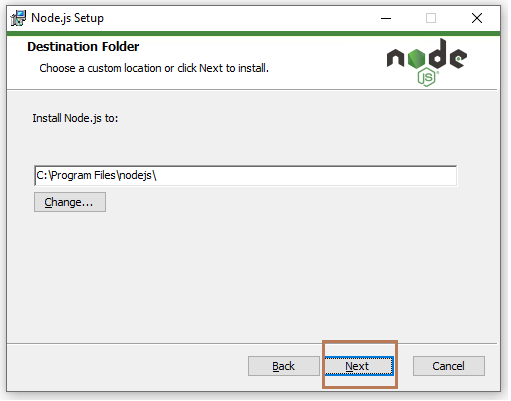 Node.js Setup
Destination Folder
Choose a custom location or click Next to install.
node
JS
Install Node.js to:
C:\Program Files\nodejs\
Change...
Back Next Cancel